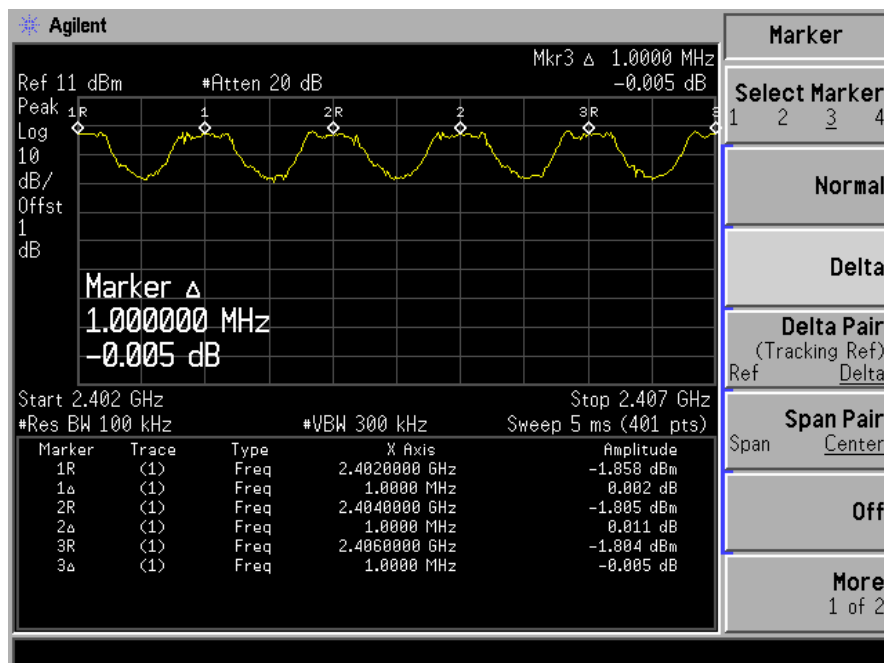 Agilent
Mkr3 Δ 1.0000 MHz
Ref 11 dBm #Atten 20 dB -0.005 dB
Peak
Log
10
dB/
Offst
1
dB
1R 1 2R 2 3R 3
Marker Δ
1.000000 MHz
-0.005 dB
Start 2.402 GHz Stop 2.407 GHz
#Res BW 100 kHz #VBW 300 kHz Sweep 5 ms (401 pts)
Marker Trace Type X Axis Amplitude
1R (1) Freq 2.4020000 GHz -1.858 dBm
1Δ (1) Freq 1.0000 MHz 0.002 dB
2R (1) Freq 2.4040000 GHz -1.805 dBm
2Δ (1) Freq 1.0000 MHz 0.011 dB
3R (1) Freq 2.4060000 GHz -1.804 dBm
3Δ (1) Freq 1.0000 MHz -0.005 dB
Marker
Select Marker
1 2 3 4
Normal
Delta
Delta Pair
(Tracking Ref)
Ref Delta
Span Pair
Span Center
Off
More
1 of 2